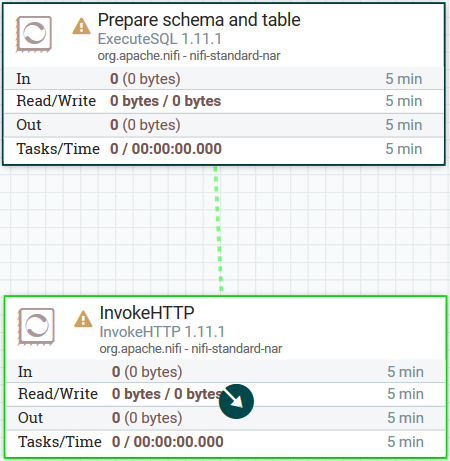 Prepare schema and table
ExecuteSQL 1.11.1
org.apache.nifi - nifi-standard-nar
In 0 (0 bytes) 5 min
Read/Write 0 bytes / 0 bytes 5 min
Out 0 (0 bytes) 5 min
Tasks/Time 0 / 00:00:00.000 5 min
InvokeHTTP
InvokeHTTP 1.11.1
org.apache.nifi - nifi-standard-nar
In 0 (0 bytes) 5 min
Read/Write 0 bytes / 0 bytes 5 min
Out 0 (0 bytes) 5 min
Tasks/Time 0 / 00:00:00.000 5 min